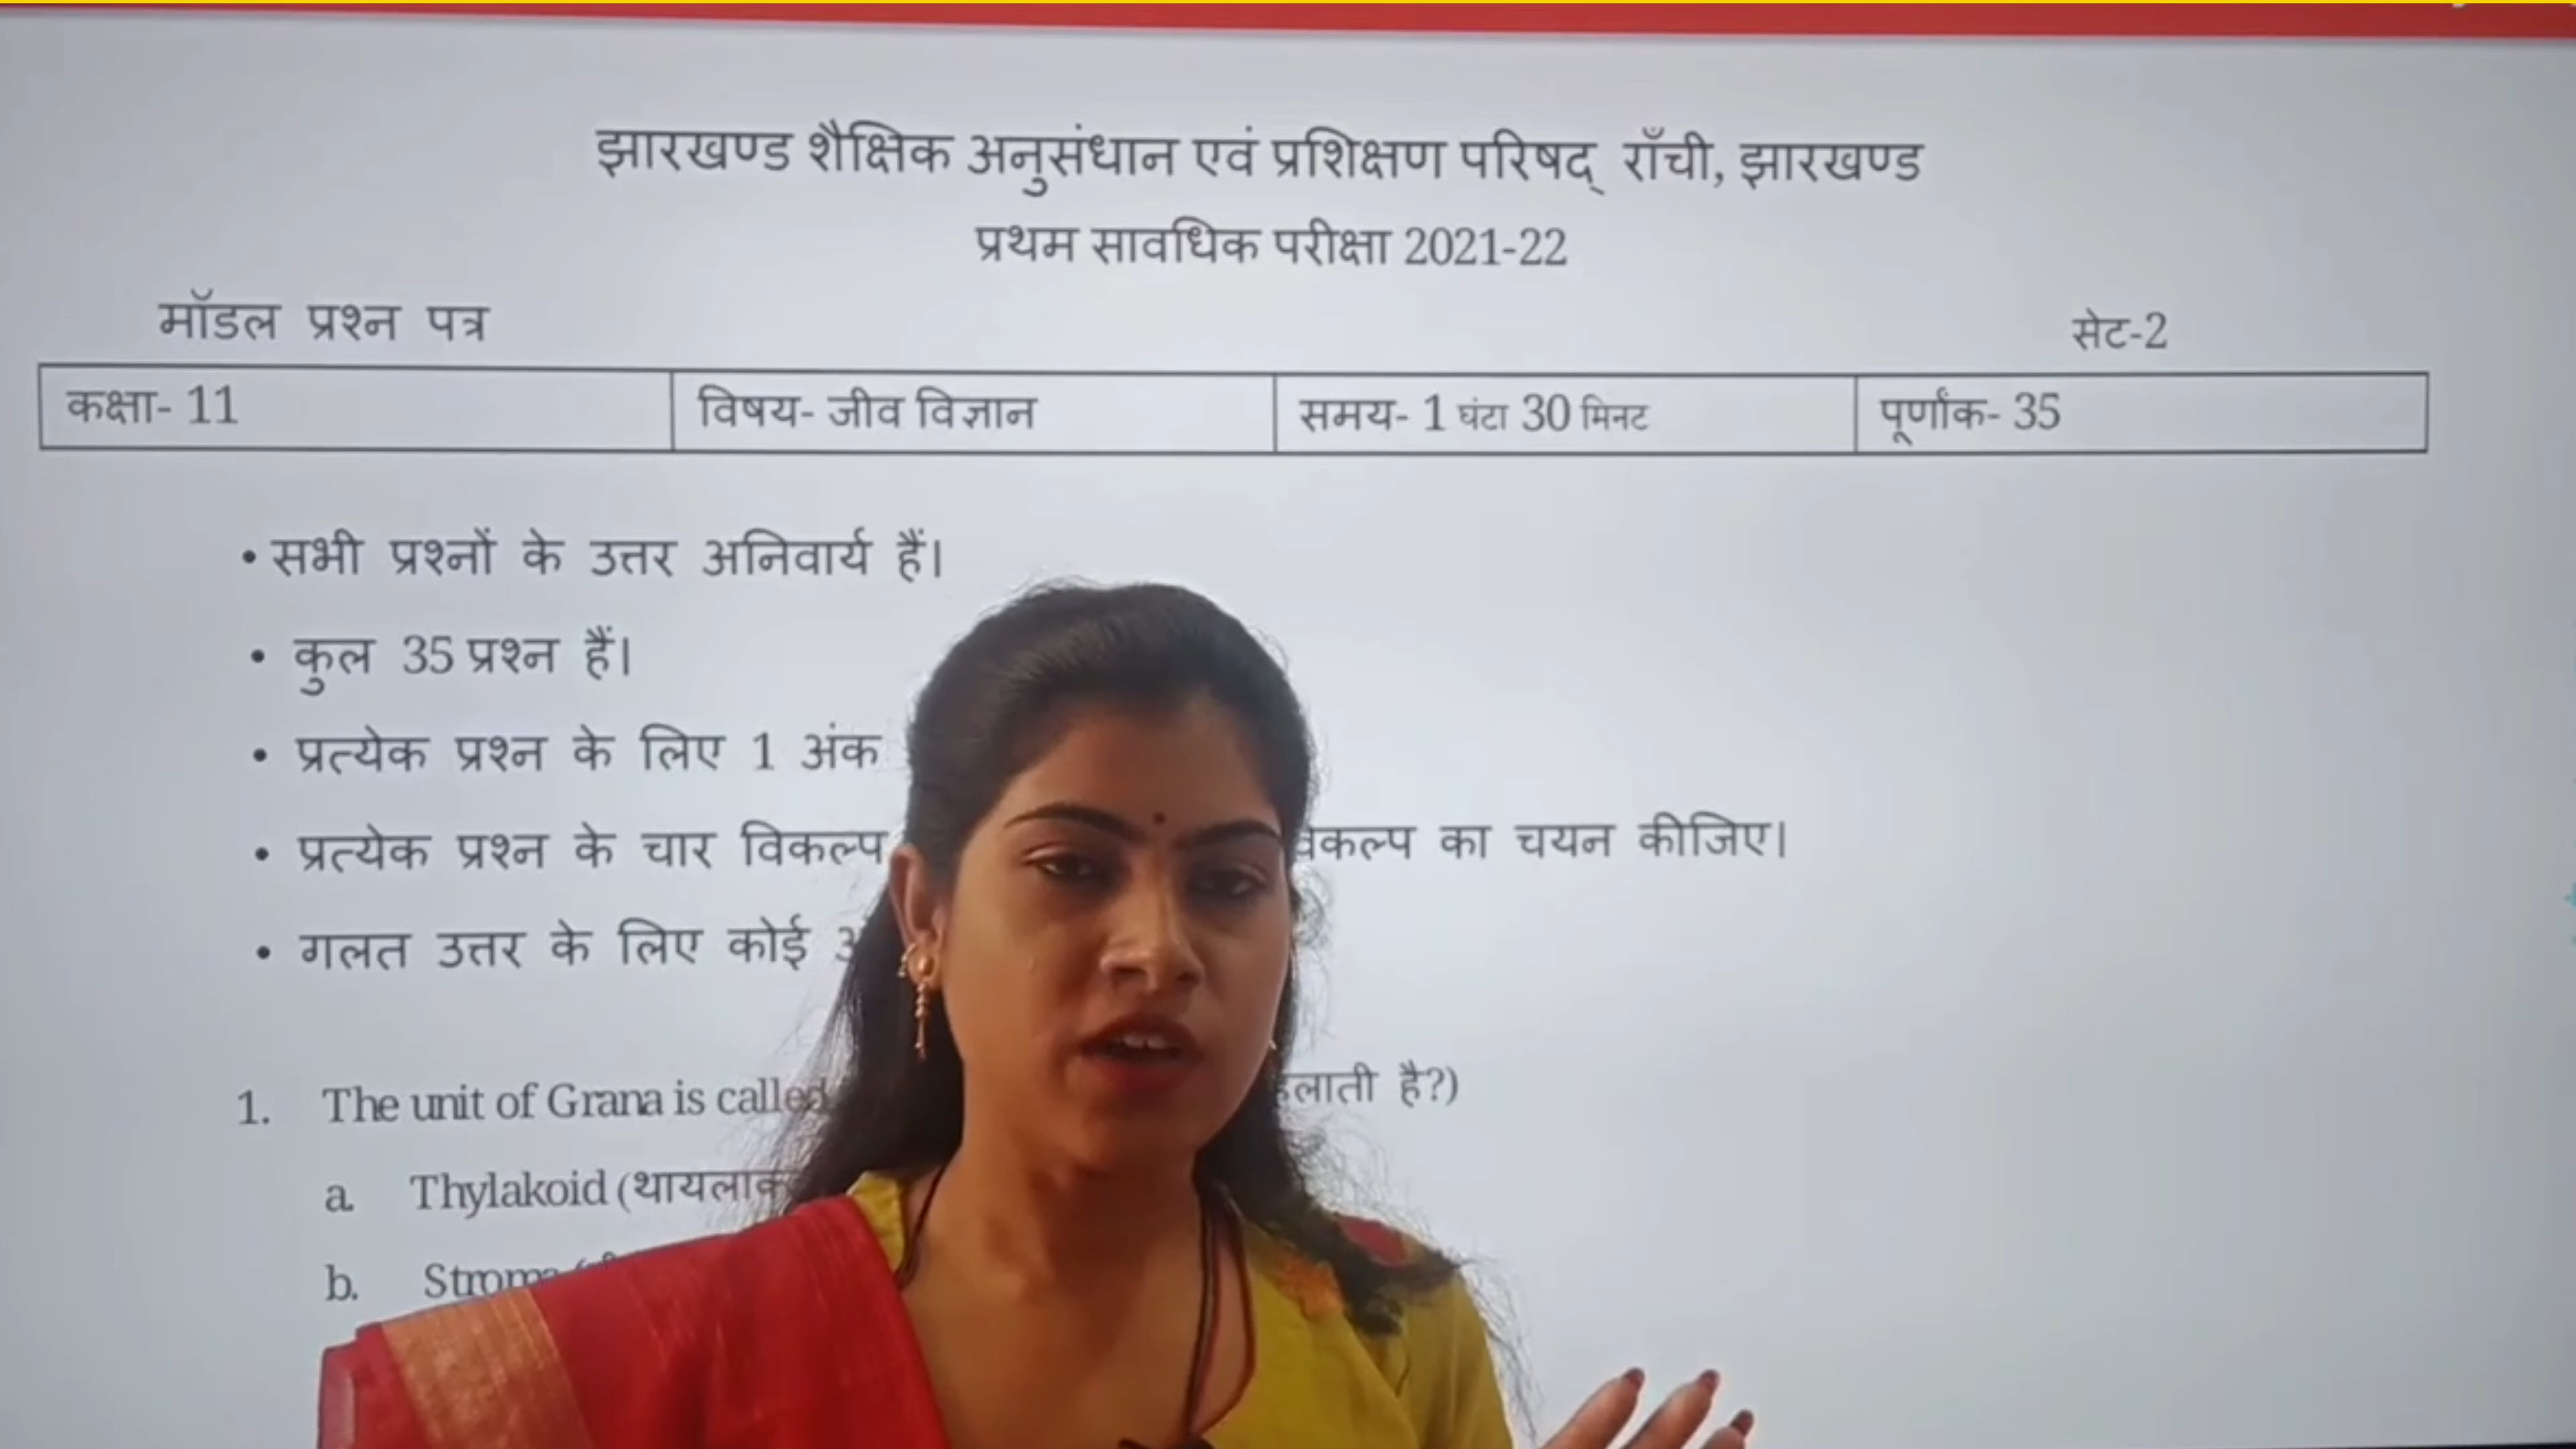 झारखण्ड शैक्षिक अनुसंधान एवं प्रशिक्षण परिषद् राँची, झारखण्ड
प्रथम सावधिक परीक्षा 2021-22
मॉडल प्रश्न पत्र सेट-2
कक्षा- 11 विषय- जीव विज्ञान समय- 1 घंटा 30 मिनट पूर्णांक- 35
• सभी प्रश्नों के उत्तर अनिवार्य हैं।
• कुल 35 प्रश्न हैं।
• प्रत्येक प्रश्न के लिए 1 अंक
• प्रत्येक प्रश्न के चार विकल्प का चयन कीजिए।
• गलत उत्तर के लिए कोई
1. The unit of Grana is called है?)
a. Thylakoid
b.